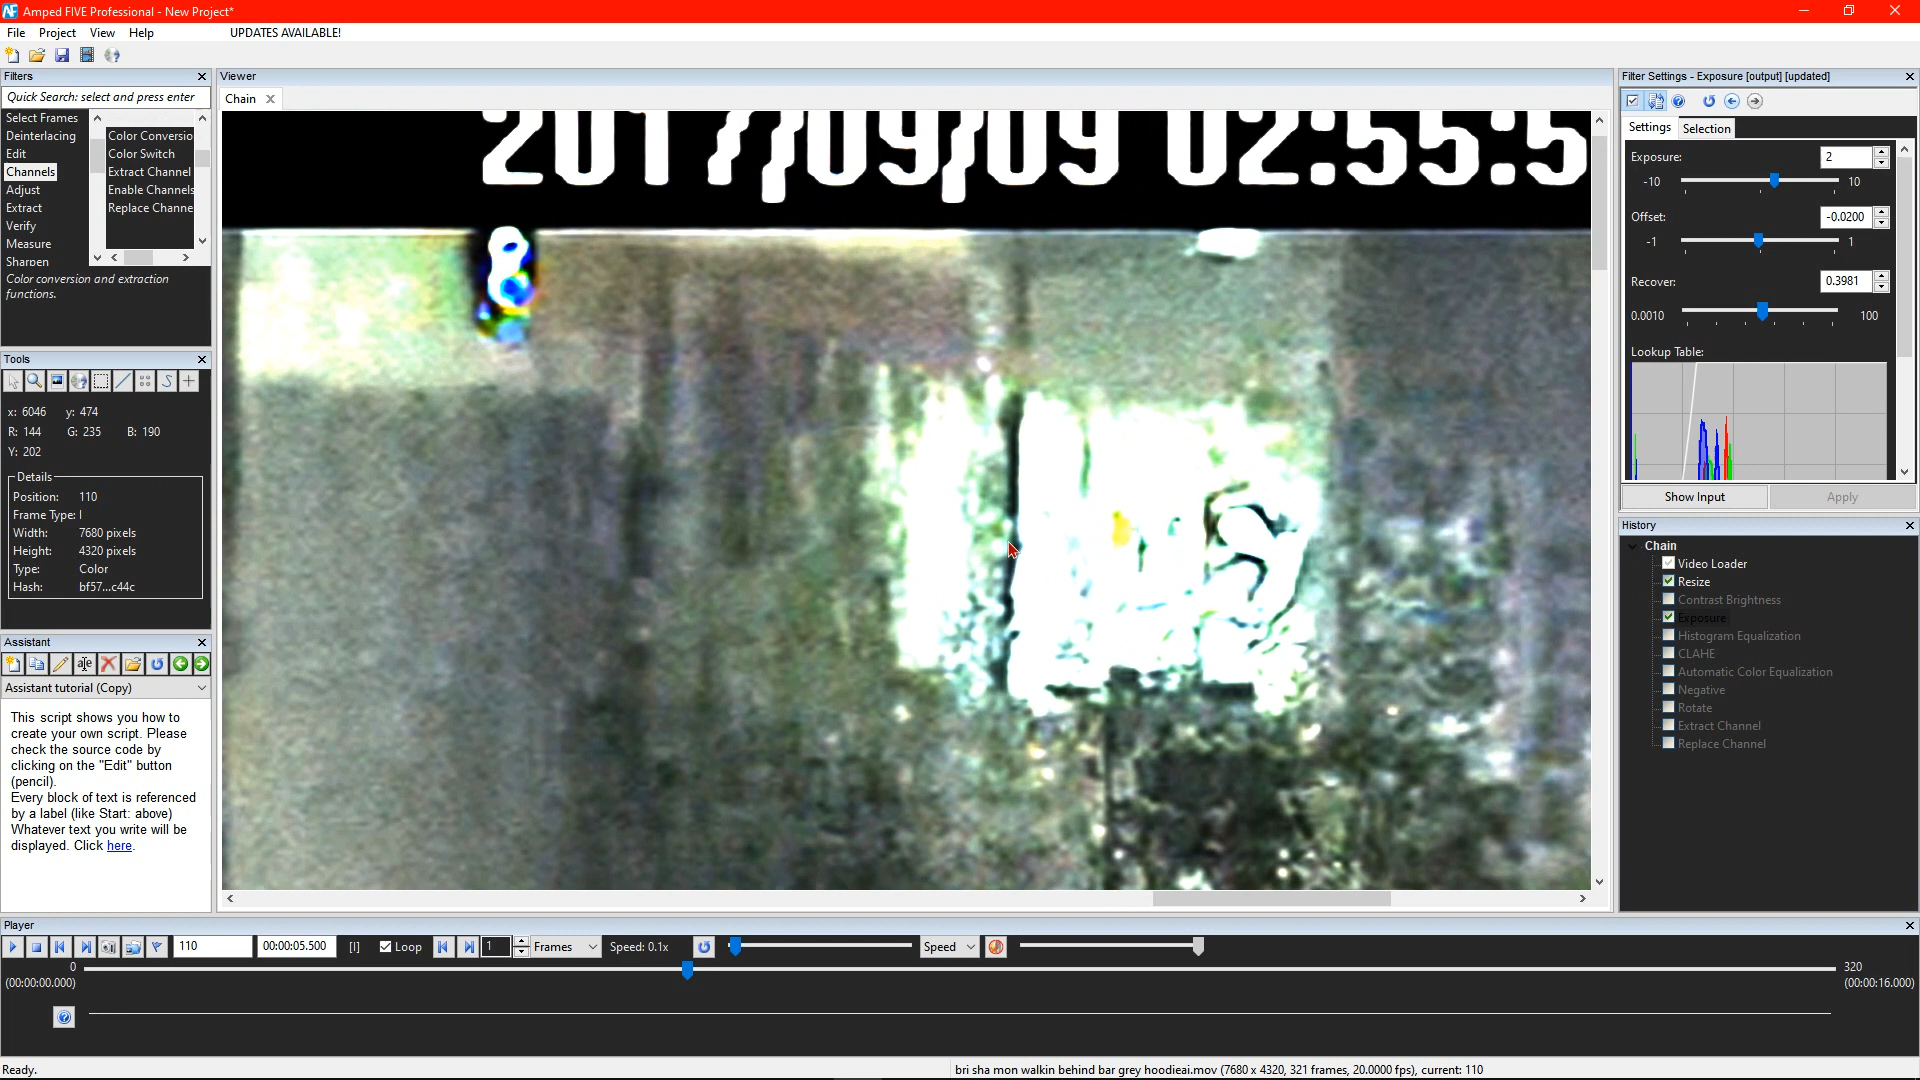 Amped FIVE Professional - New Project*
File Project View Help UPDATES AVAILABLE!
Filters
Quick Search: select and press enter
Select Frames
Deinterlacing
Edit
Channels
Adjust
Extract
Verify
Measure
Sharpen
Color Conversio
Color Switch
Extract Channel
Enable Channels
Replace Channe
Color conversion and extraction
functions.
Tools
x: 6046 y: 474
R: 144 G: 235 B: 190
Y: 202
Details
Position: 110
Frame Type: I
Width: 7680 pixels
Height: 4320 pixels
Type: Color
Hash: bf57...c44c
Assistant
Assistant tutorial (Copy)
This script shows you how to
create your own script. Please
check the source code by
clicking on the "Edit" button
(pencil).
Every block of text is referenced
by a label (like Start: above)
Whatever text you write will be
displayed. Click here.
Viewer
Chain
2017/09/09 02:55:5
Filter Settings - Exposure [output] [updated]
Settings Selection
Exposure: 2
-10 10
Offset: -0.0200
-1 1
Recover: 0.3981
0.0010 100
Lookup Table:
Show Input Apply
History
Chain
Video Loader
Resize
Contrast Brightness
Exposure
Histogram Equalization
CLAHE
Automatic Color Equalization
Negative
Rotate
Extract Channel
Replace Channel
Player
110 00:00:05.500 [I] Loop 1 Frames Speed: 0.1x Speed
0 320
(00:00:00.000) (00:00:16.000)
Ready. bri sha mon walkin behind bar grey hoodieai.mov (7680 x 4320, 321 frames, 20.0000 fps), current: 110